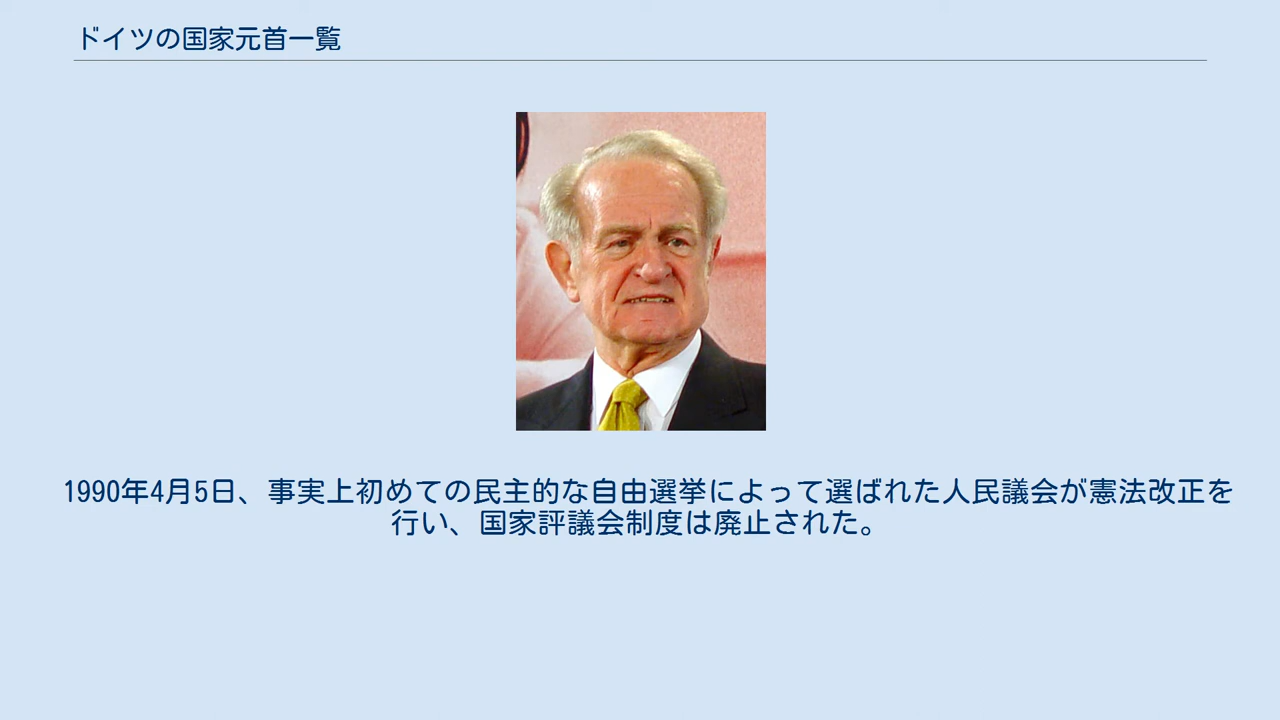 ドイツの国家元首一覧
1990年4月5日、事実上初めての民主的な自由選挙によって選ばれた人民議会が憲法改正を
行い、国家評議会制度は廃止された。